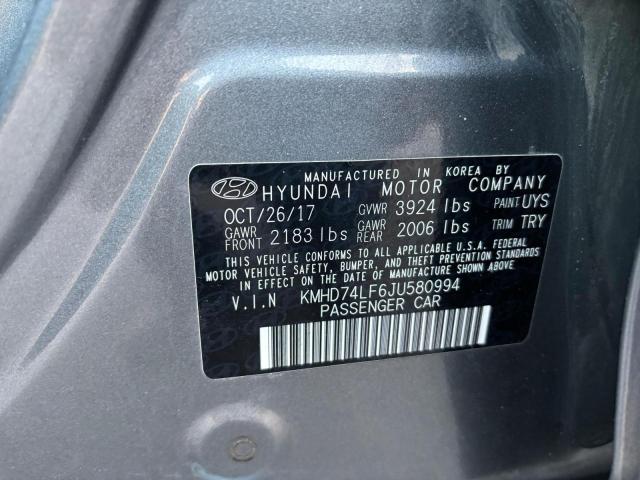 MANUFACTURED IN KOREA BY
HYUNDAI MOTOR COMPANY
OCT/26/17 GVWR 3924 lbs PAINT UYS
GAWR FRONT 2183 lbs GAWR REAR 2006 lbs TRIM TRY
THIS VEHICLE CONFORMS TO ALL APPLICABLE U.S.A. FEDERAL
MOTOR VEHICLE SAFETY, BUMPER, AND THEFT PREVENTION STANDARDS
IN EFFECT ON THE DATE OF MANUFACTURE SHOWN ABOVE.
V.I.N KMHD74LF6JU580994
PASSENGER CAR